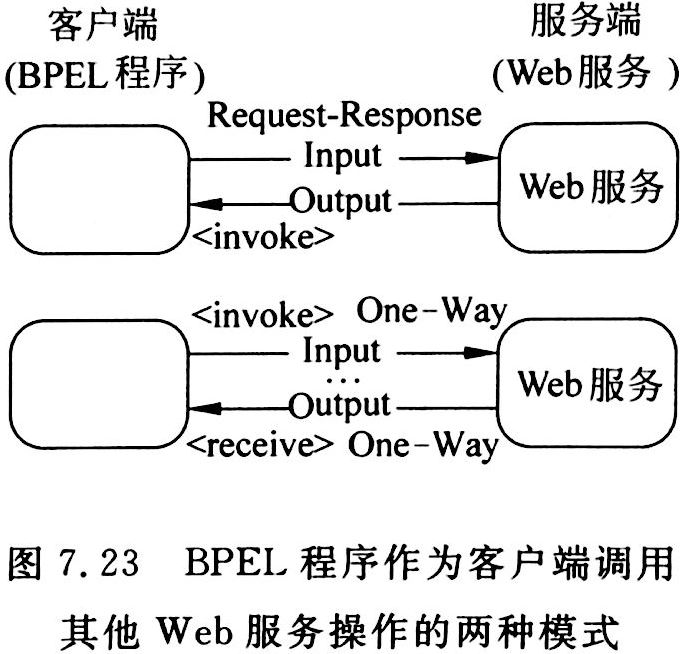 客户端 服务端
(BPEL程序) (Web服务 )
Request-Response
Input
Web服务
Output
<invoke>
<invoke> One-Way
Input
...
Web服务
Output
<receive> One-Way
图 7.23 BPEL 程序作为客户端调用
其他 Web 服务操作的两种模式